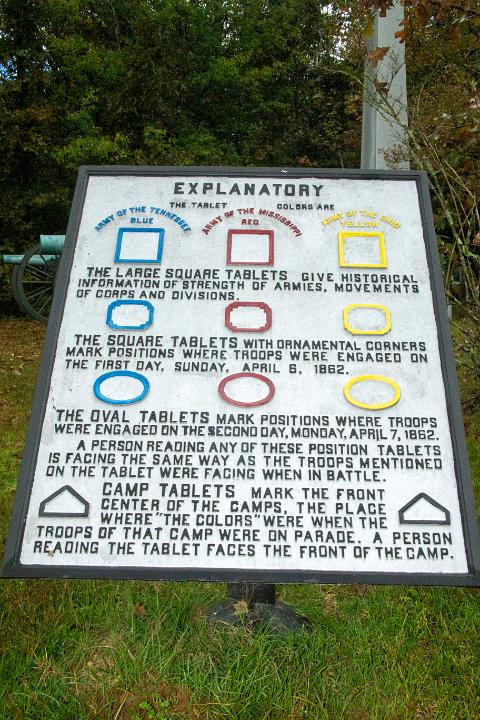 EXPLANATORY
THE TABLET COLORS ARE
ARMY OF THE TENNESSEE
BLUE
ARMY OF THE MISSISSIPPI
RED
ARMY OF THE OHIO
YELLOW
THE LARGE SQUARE TABLETS GIVE HISTORICAL
INFORMATION OF STRENGTH OF ARMIES, MOVEMENTS
OF CORPS AND DIVISIONS.
THE SQUARE TABLETS WITH ORNAMENTAL CORNERS
MARK POSITIONS WHERE TROOPS WERE ENGAGED ON
THE FIRST DAY, SUNDAY, APRIL 6, 1862.
THE OVAL TABLETS MARK POSITIONS WHERE TROOPS
WERE ENGAGED ON THE SECOND DAY, MONDAY, APRIL 7, 1862.
A PERSON READING ANY OF THESE POSITION TABLETS
IS FACING THE SAME WAY AS THE TROOPS MENTIONED
ON THE TABLET WERE FACING WHEN IN BATTLE.
CAMP TABLETS MARK THE FRONT
CENTER OF THE CAMPS, THE PLACE
WHERE "THE COLORS" WERE WHEN THE
TROOPS OF THAT CAMP WERE ON PARADE. A PERSON
READING THE TABLET FACES THE FRONT OF THE CAMP.